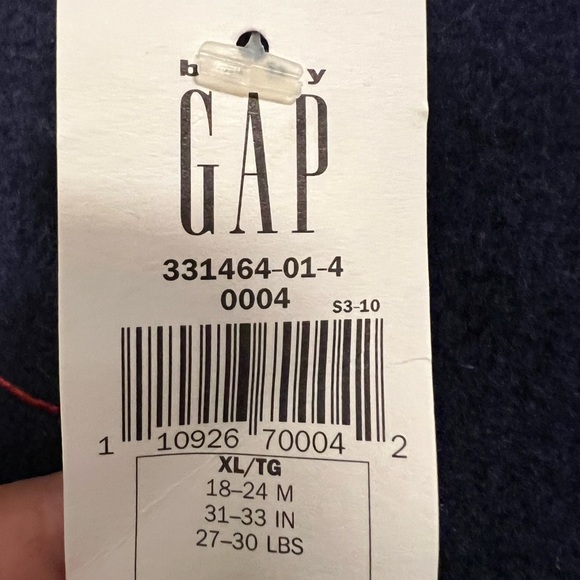 b y
GAP
331464-01-4
0004
S3-10
1 10926 70004 2
XL/TG
18–24 M
31–33 IN
27–30 LBS